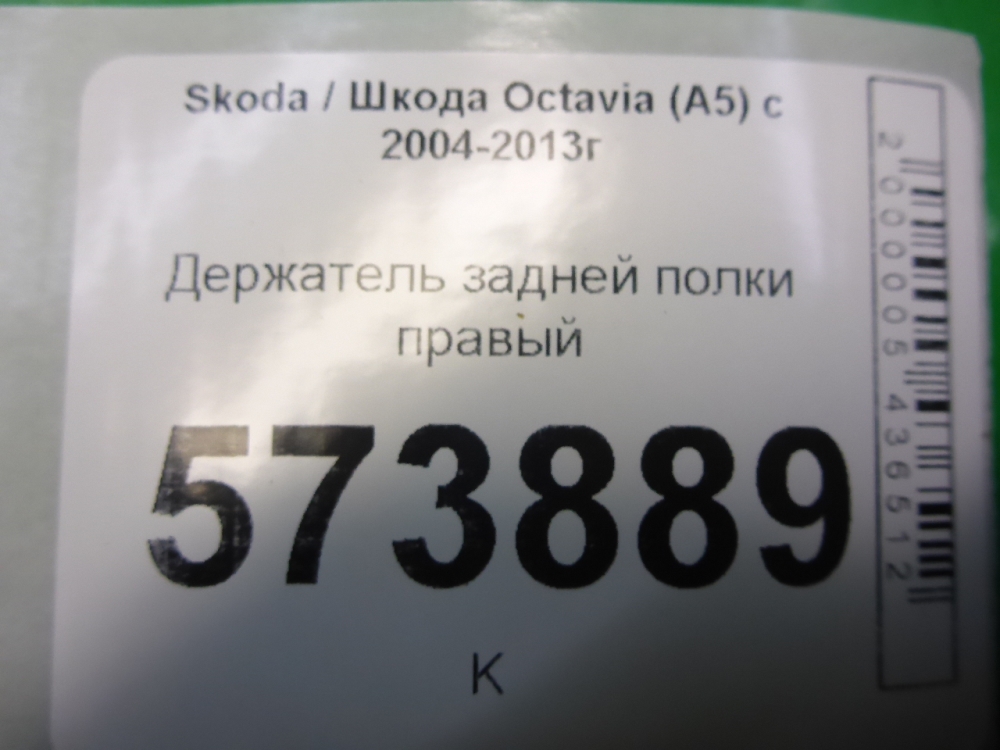 Skoda / Шкода Octavia (A5) с
2004-2013г
Держатель задней полки
правый
573889
К
2000005436512